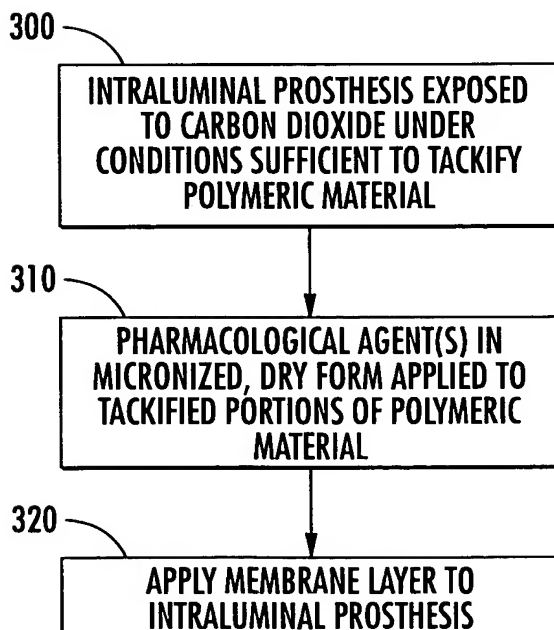 300
INTRALUMINAL PROSTHESIS EXPOSED
TO CARBON DIOXIDE UNDER
CONDITIONS SUFFICIENT TO TACKIFY
POLYMERIC MATERIAL
310
PHARMACOLOGICAL AGENT(S) IN
MICRONIZED, DRY FORM APPLIED TO
TACKIFIED PORTIONS OF POLYMERIC
MATERIAL
320
APPLY MEMBRANE LAYER TO
INTRALUMINAL PROSTHESIS